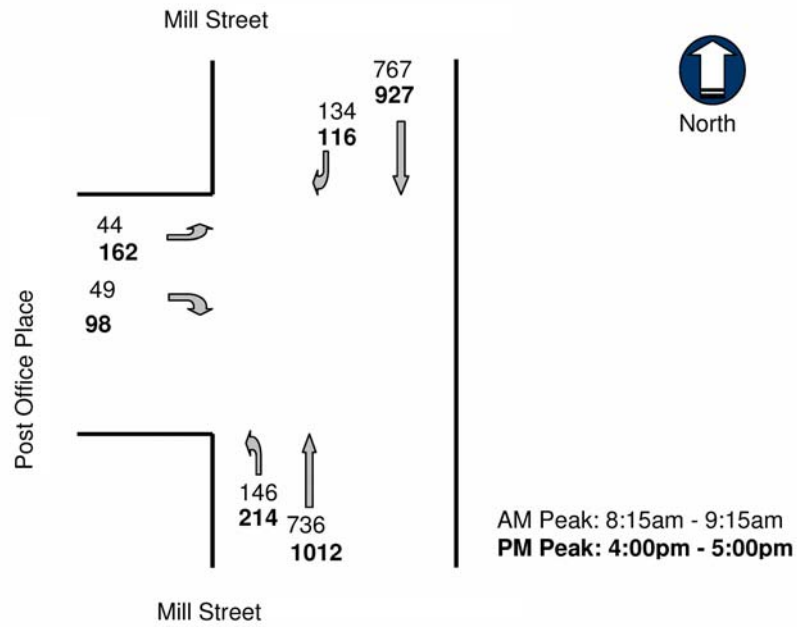 Mill Street
767
927
134
116
North
44
162
49
98
Post Office Place
146
214
736
1012
AM Peak: 8:15am - 9:15am
PM Peak: 4:00pm - 5:00pm
Mill Street